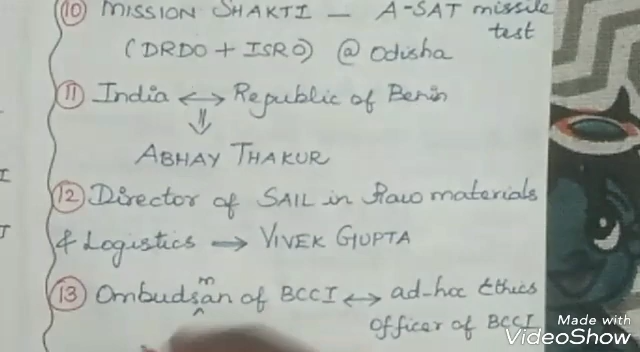 ⑩ MISSION SHAKTI – A-SAT missile
test
(DRDO + ISRO) @ Odisha
⑪ India ↔ Republic of Benin
⇓
ABHAY THAKUR
⑫ Director of SAIL in Raw materials
& Logistics → VIVEK GUPTA
⑬ Ombudsman of BCCI ↔ ad-hoc Ethics
officer of BCCI
Made with
VideoShow